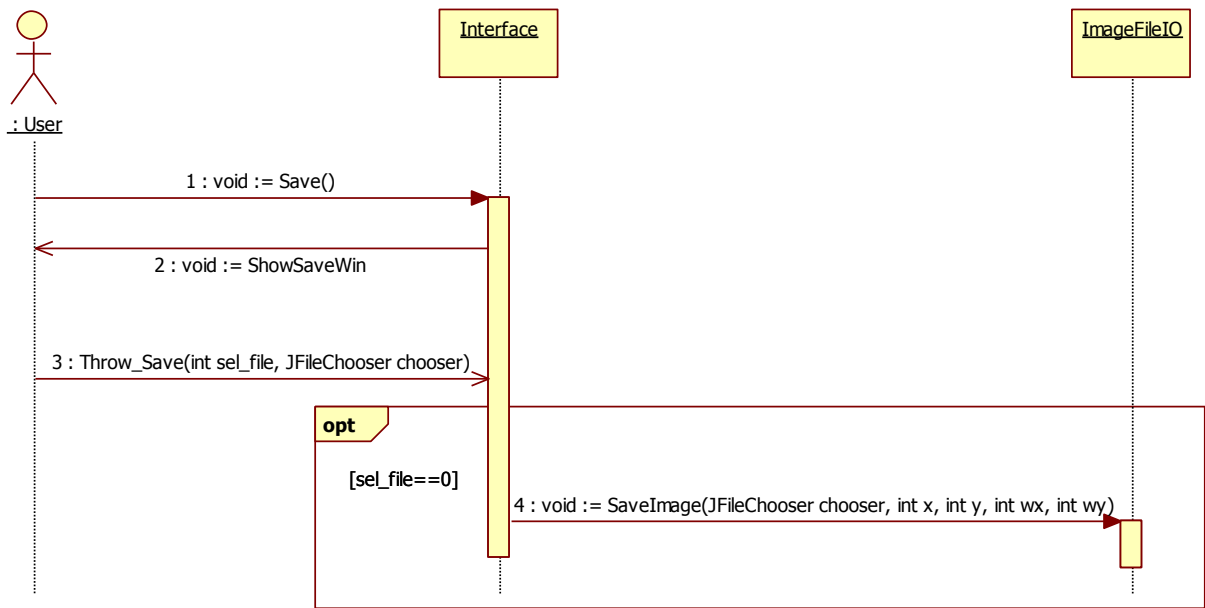 Interface
ImageFileIO
: User
1 : void := Save()
2 : void := ShowSaveWin
3 : Throw_Save(int sel_file, JFileChooser chooser)
opt
[sel_file==0]
4 : void := SaveImage(JFileChooser chooser, int x, int y, int wx, int wy)